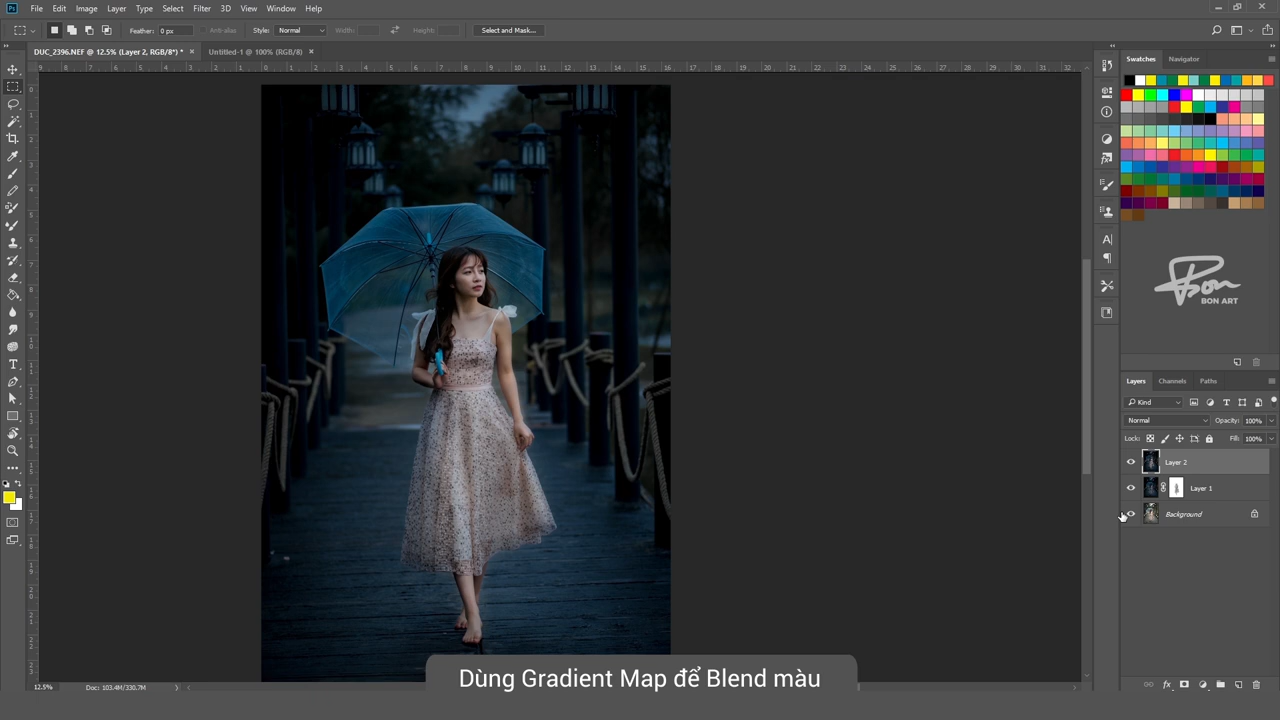 Ps File Edit Image Layer Type Select Filter 3D View Window Help
Feather: 0 px Anti-alias Style: Normal Width: Height: Select and Mask...
DUC_2396.NEF @ 12.5% (Layer 2, RGB/8*) * × Untitled-1 @ 100% (RGB/8) ×
Swatches Navigator
Bon
BON ART
Layers Channels Paths
Kind
Normal Opacity: 100%
Lock: Fill: 100%
Layer 2
Layer 1
Background
Dùng Gradient Map để Blend màu
12.5% Doc: 103.4M/330.7M